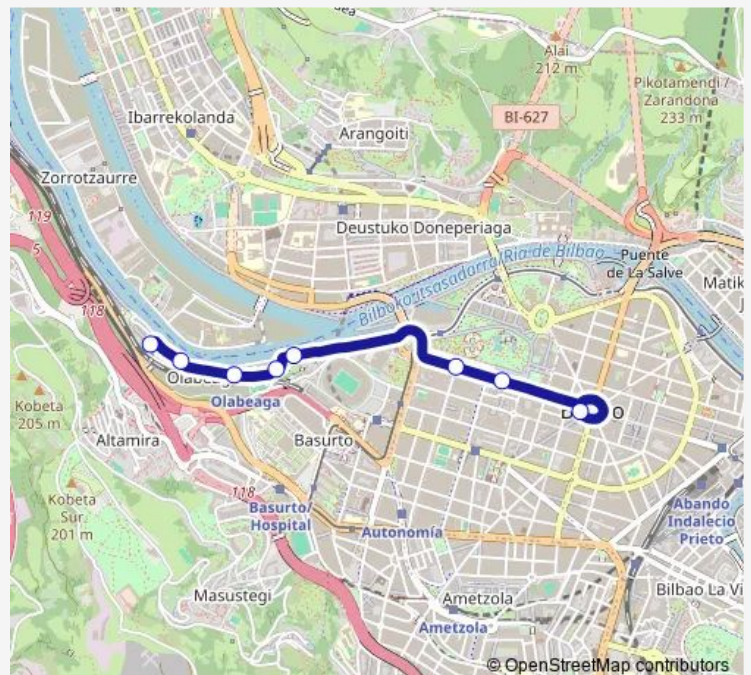 Alai
212 m
Pikotamendi /
Zarandona
233 m
Ibarrekolanda
BI-627
Arangoiti
Zorrotzaurre
119
5
Deustuko Doneperiaga
118
Bilboko Itsasadarra/Ría de Bilbao
Puente
de La Salve
Matik
Olabeaga
Kobeta
205 m
Altamira
Basurto
118
Kobeta
Sur
201 m
Basurto/
Hospital
Autonomía
Abando
Indalecio
Prieto
Masustegi
Ametzola
Ametzola
Bilbao La Vi
© OpenStreetMap contributors